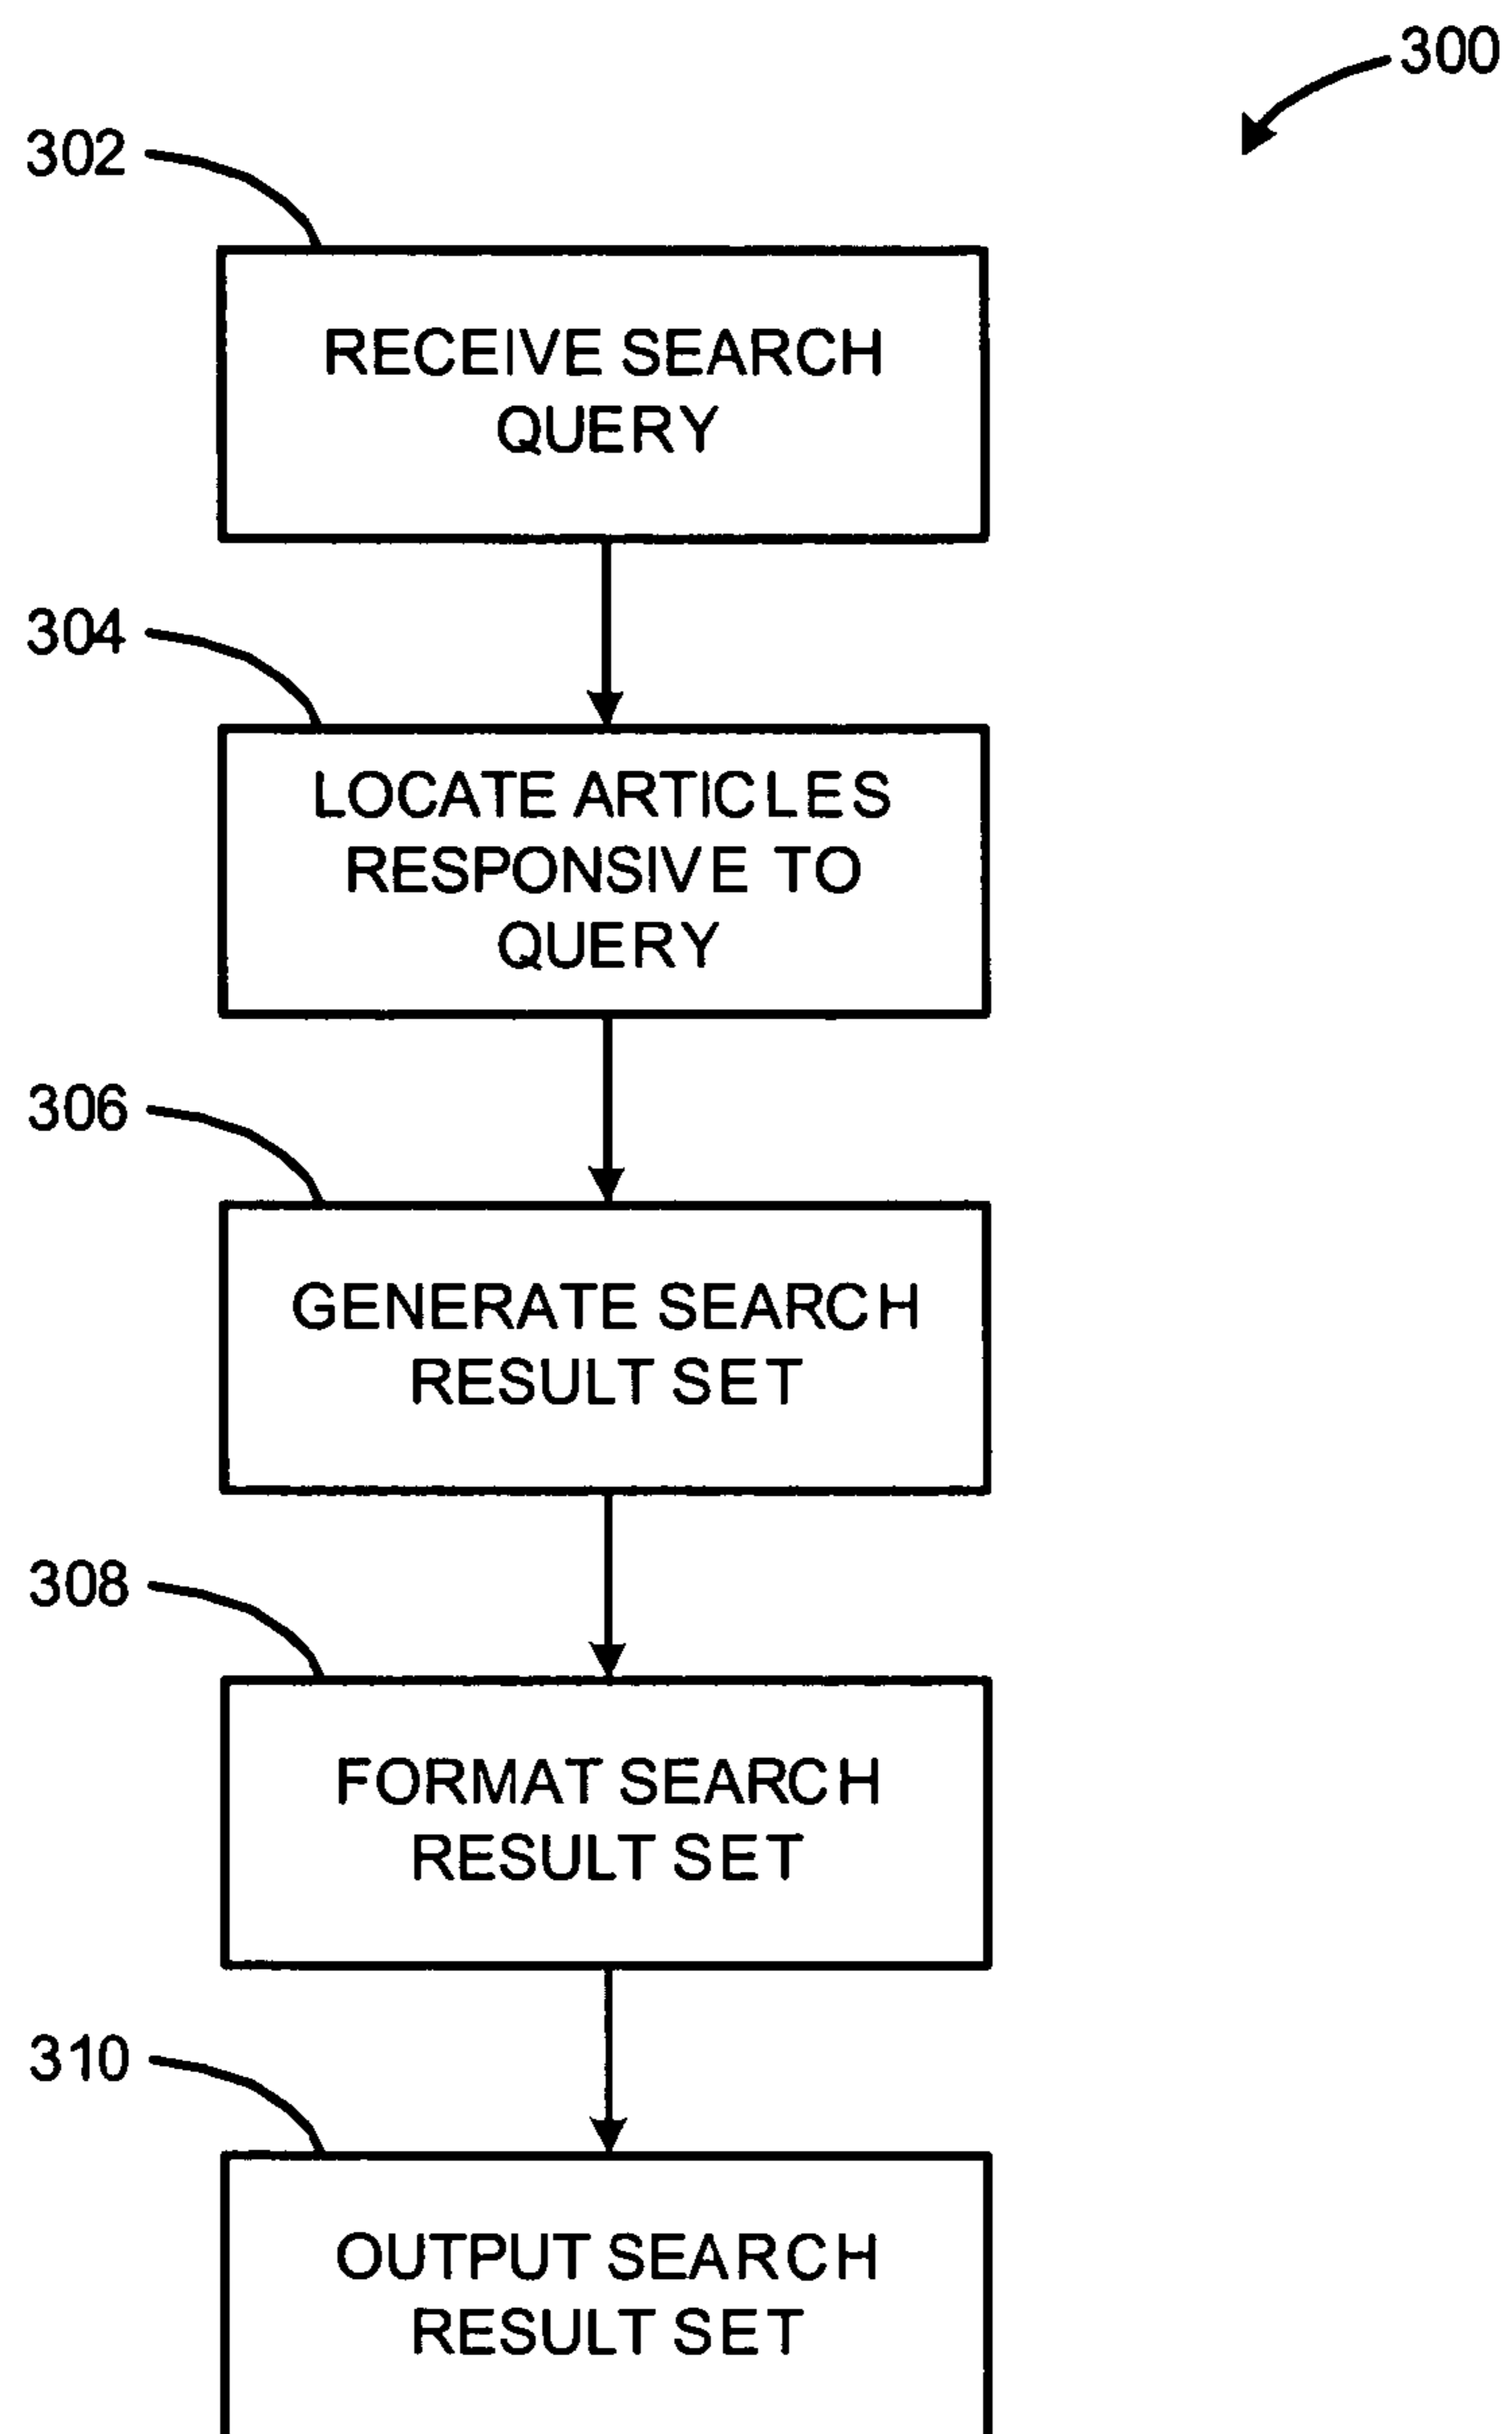 300
302
RECEIVE SEARCH
QUERY
304
LOCATE ARTICLES
RESPONSIVE TO
QUERY
306
GENERATE SEARCH
RESULT SET
308
FORMAT SEARCH
RESULT SET
310
OUTPUT SEARCH
RESULT SET